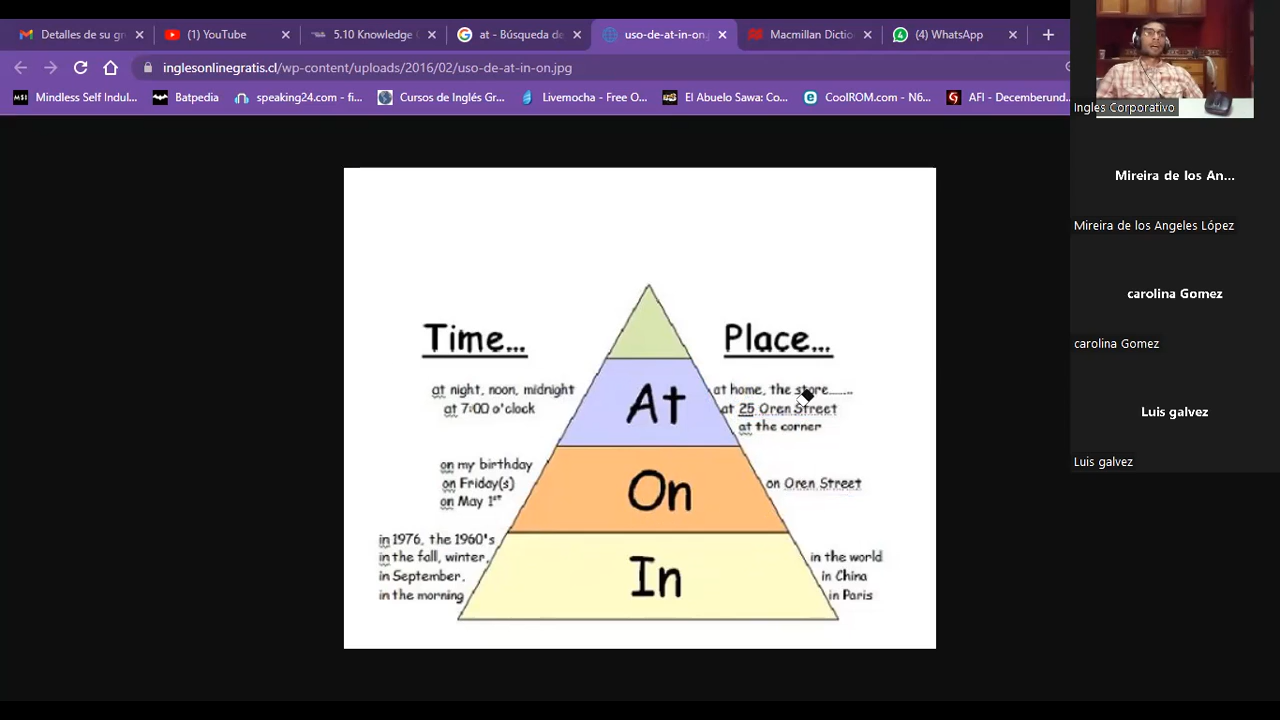 Detalles de su gn
(1) YouTube
5.10 Knowledge
at - Búsqueda de
uso-de-at-in-on.j
Macmillan Dictio
(4) WhatsApp
inglesonlinegratis.cl/wp-content/uploads/2016/02/uso-de-at-in-on.jpg
MSI Mindless Self Indul...
Batpedia
speaking24.com - fi...
Cursos de Inglés Gr...
Livemocha - Free O...
El Abuelo Sawa: Co...
CoolROM.com - N6...
AFI - Decemberund...
Time...
Place...
At
at night, noon, midnight
at 7:00 o'clock
at home, the store.......
at 25 Oren Street
at the corner
On
on my birthday
on Friday(s)
on May 1st
on Oren Street
In
in 1976, the 1960's
in the fall, winter,
in September,
in the morning
in the world
in China
in Paris
Ingles Corporativo
Mireira de los An...
Mireira de los Angeles López
carolina Gomez
carolina Gomez
Luis galvez
Luis galvez